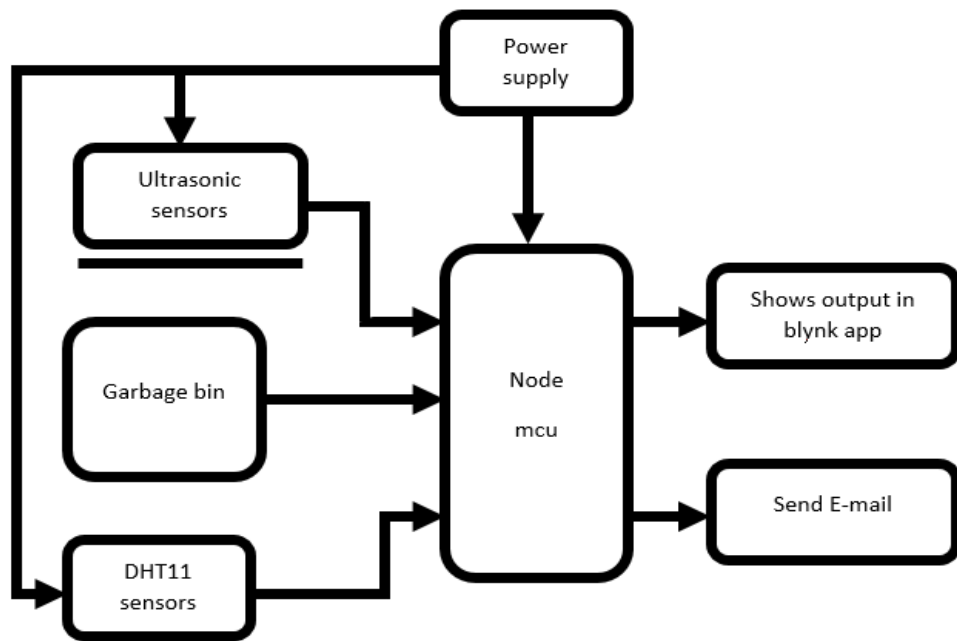 Power
supply
Ultrasonic
sensors
Shows output in
blynk app
Garbage bin
Node
mcu
Send E-mail
DHT11
sensors